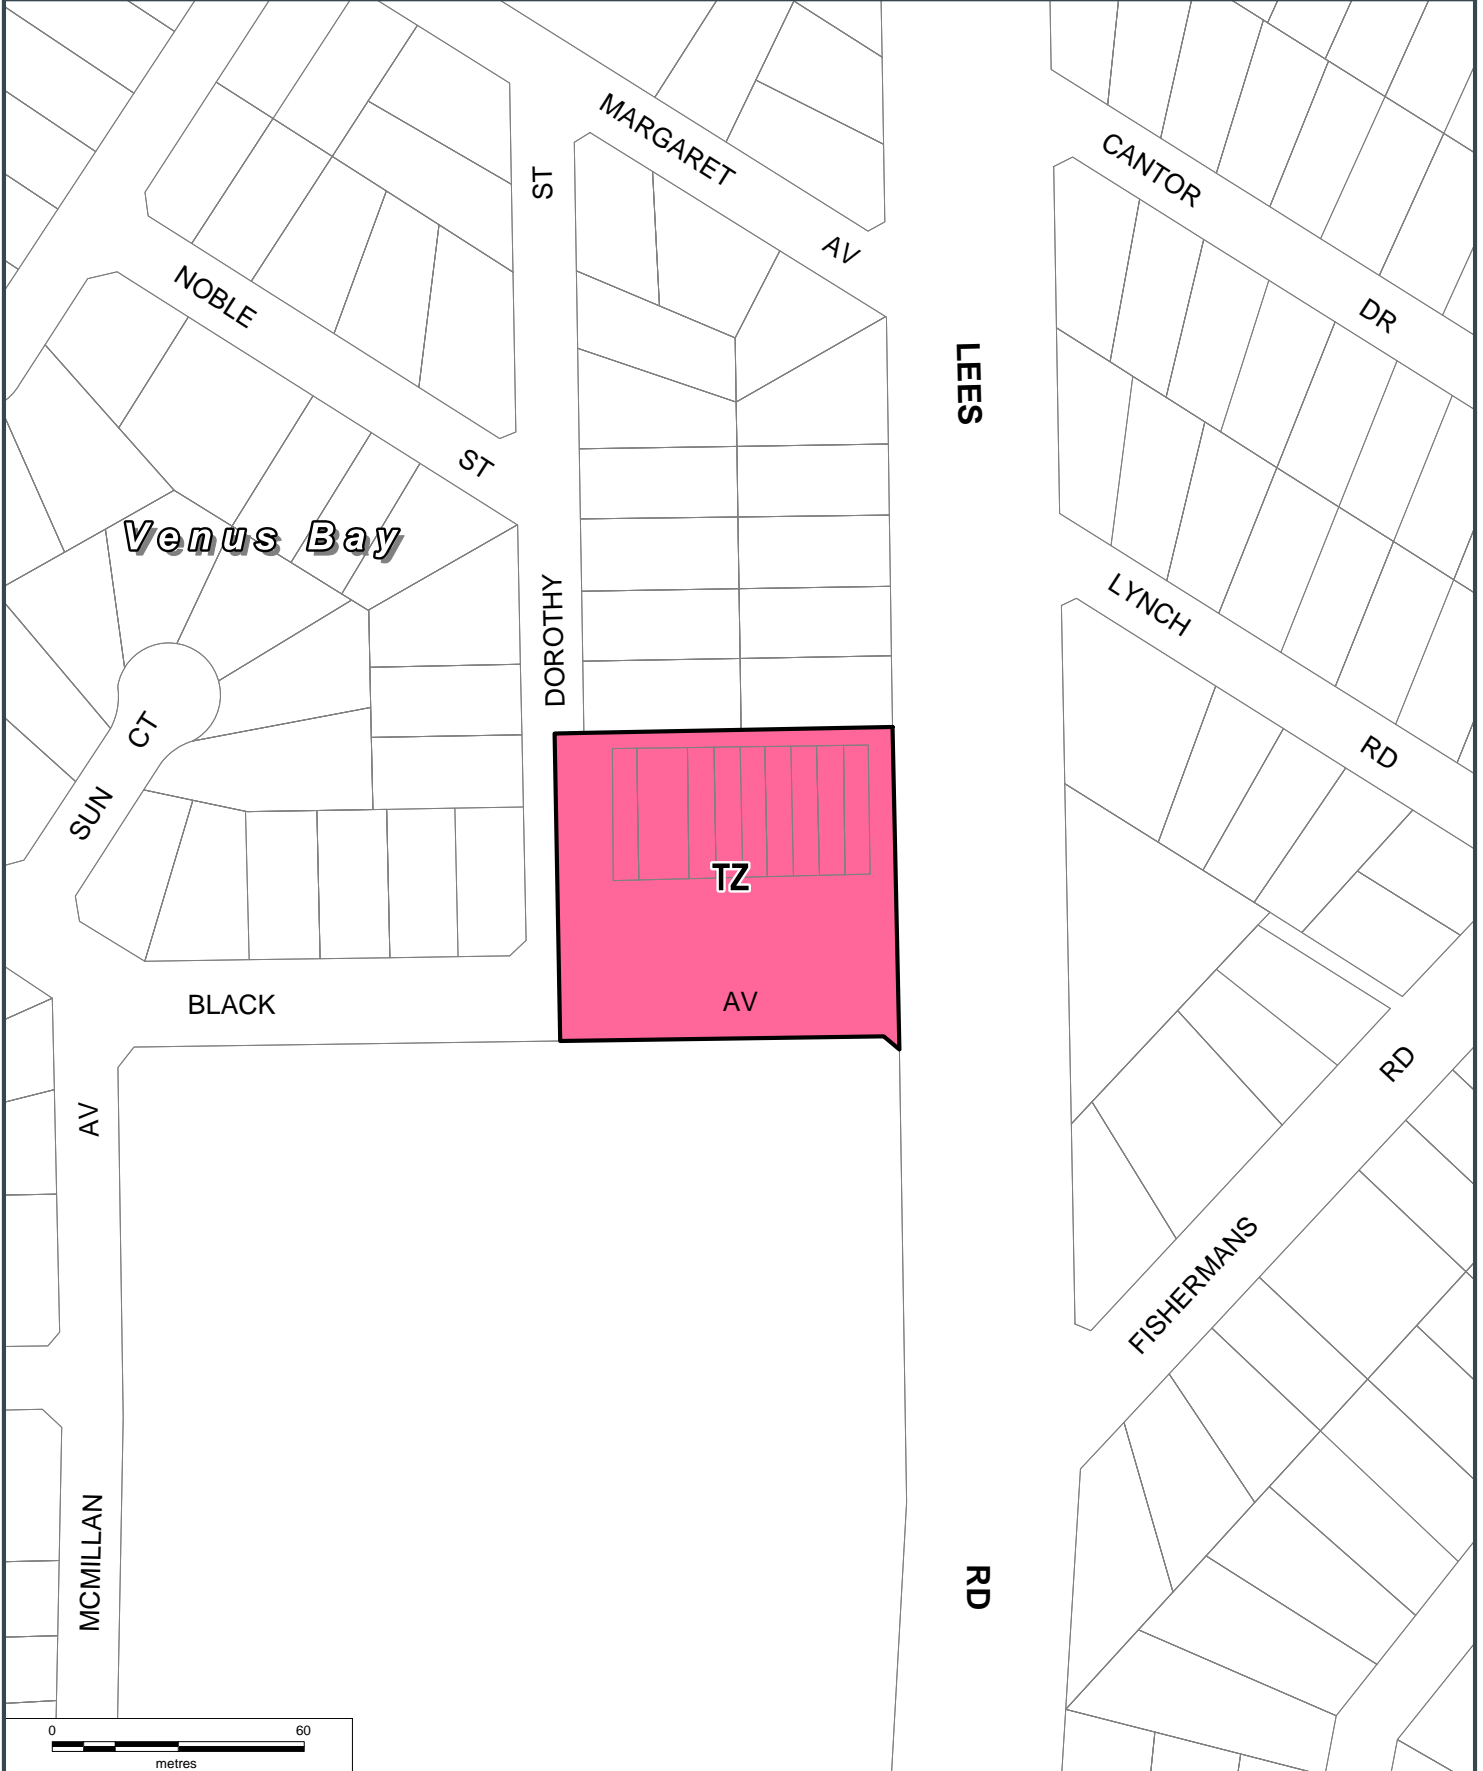 MARGARET
AV
CANTOR
DR
ST
NOBLE
ST
LEES
Venus Bay
DOROTHY
LYNCH
RD
SUN
CT
TZ
BLACK
AV
AV
RD
FISHERMANS
MCMILLAN
RD
0 60
metres